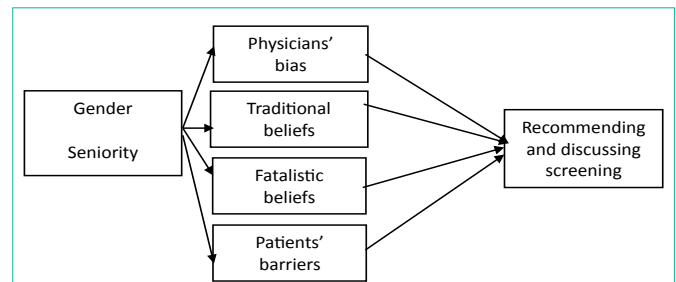 Gender
Seniority
Physicians’
bias
Traditional
beliefs
Fatalistic
beliefs
Patients’
barriers
Recommending
and discussing
screening